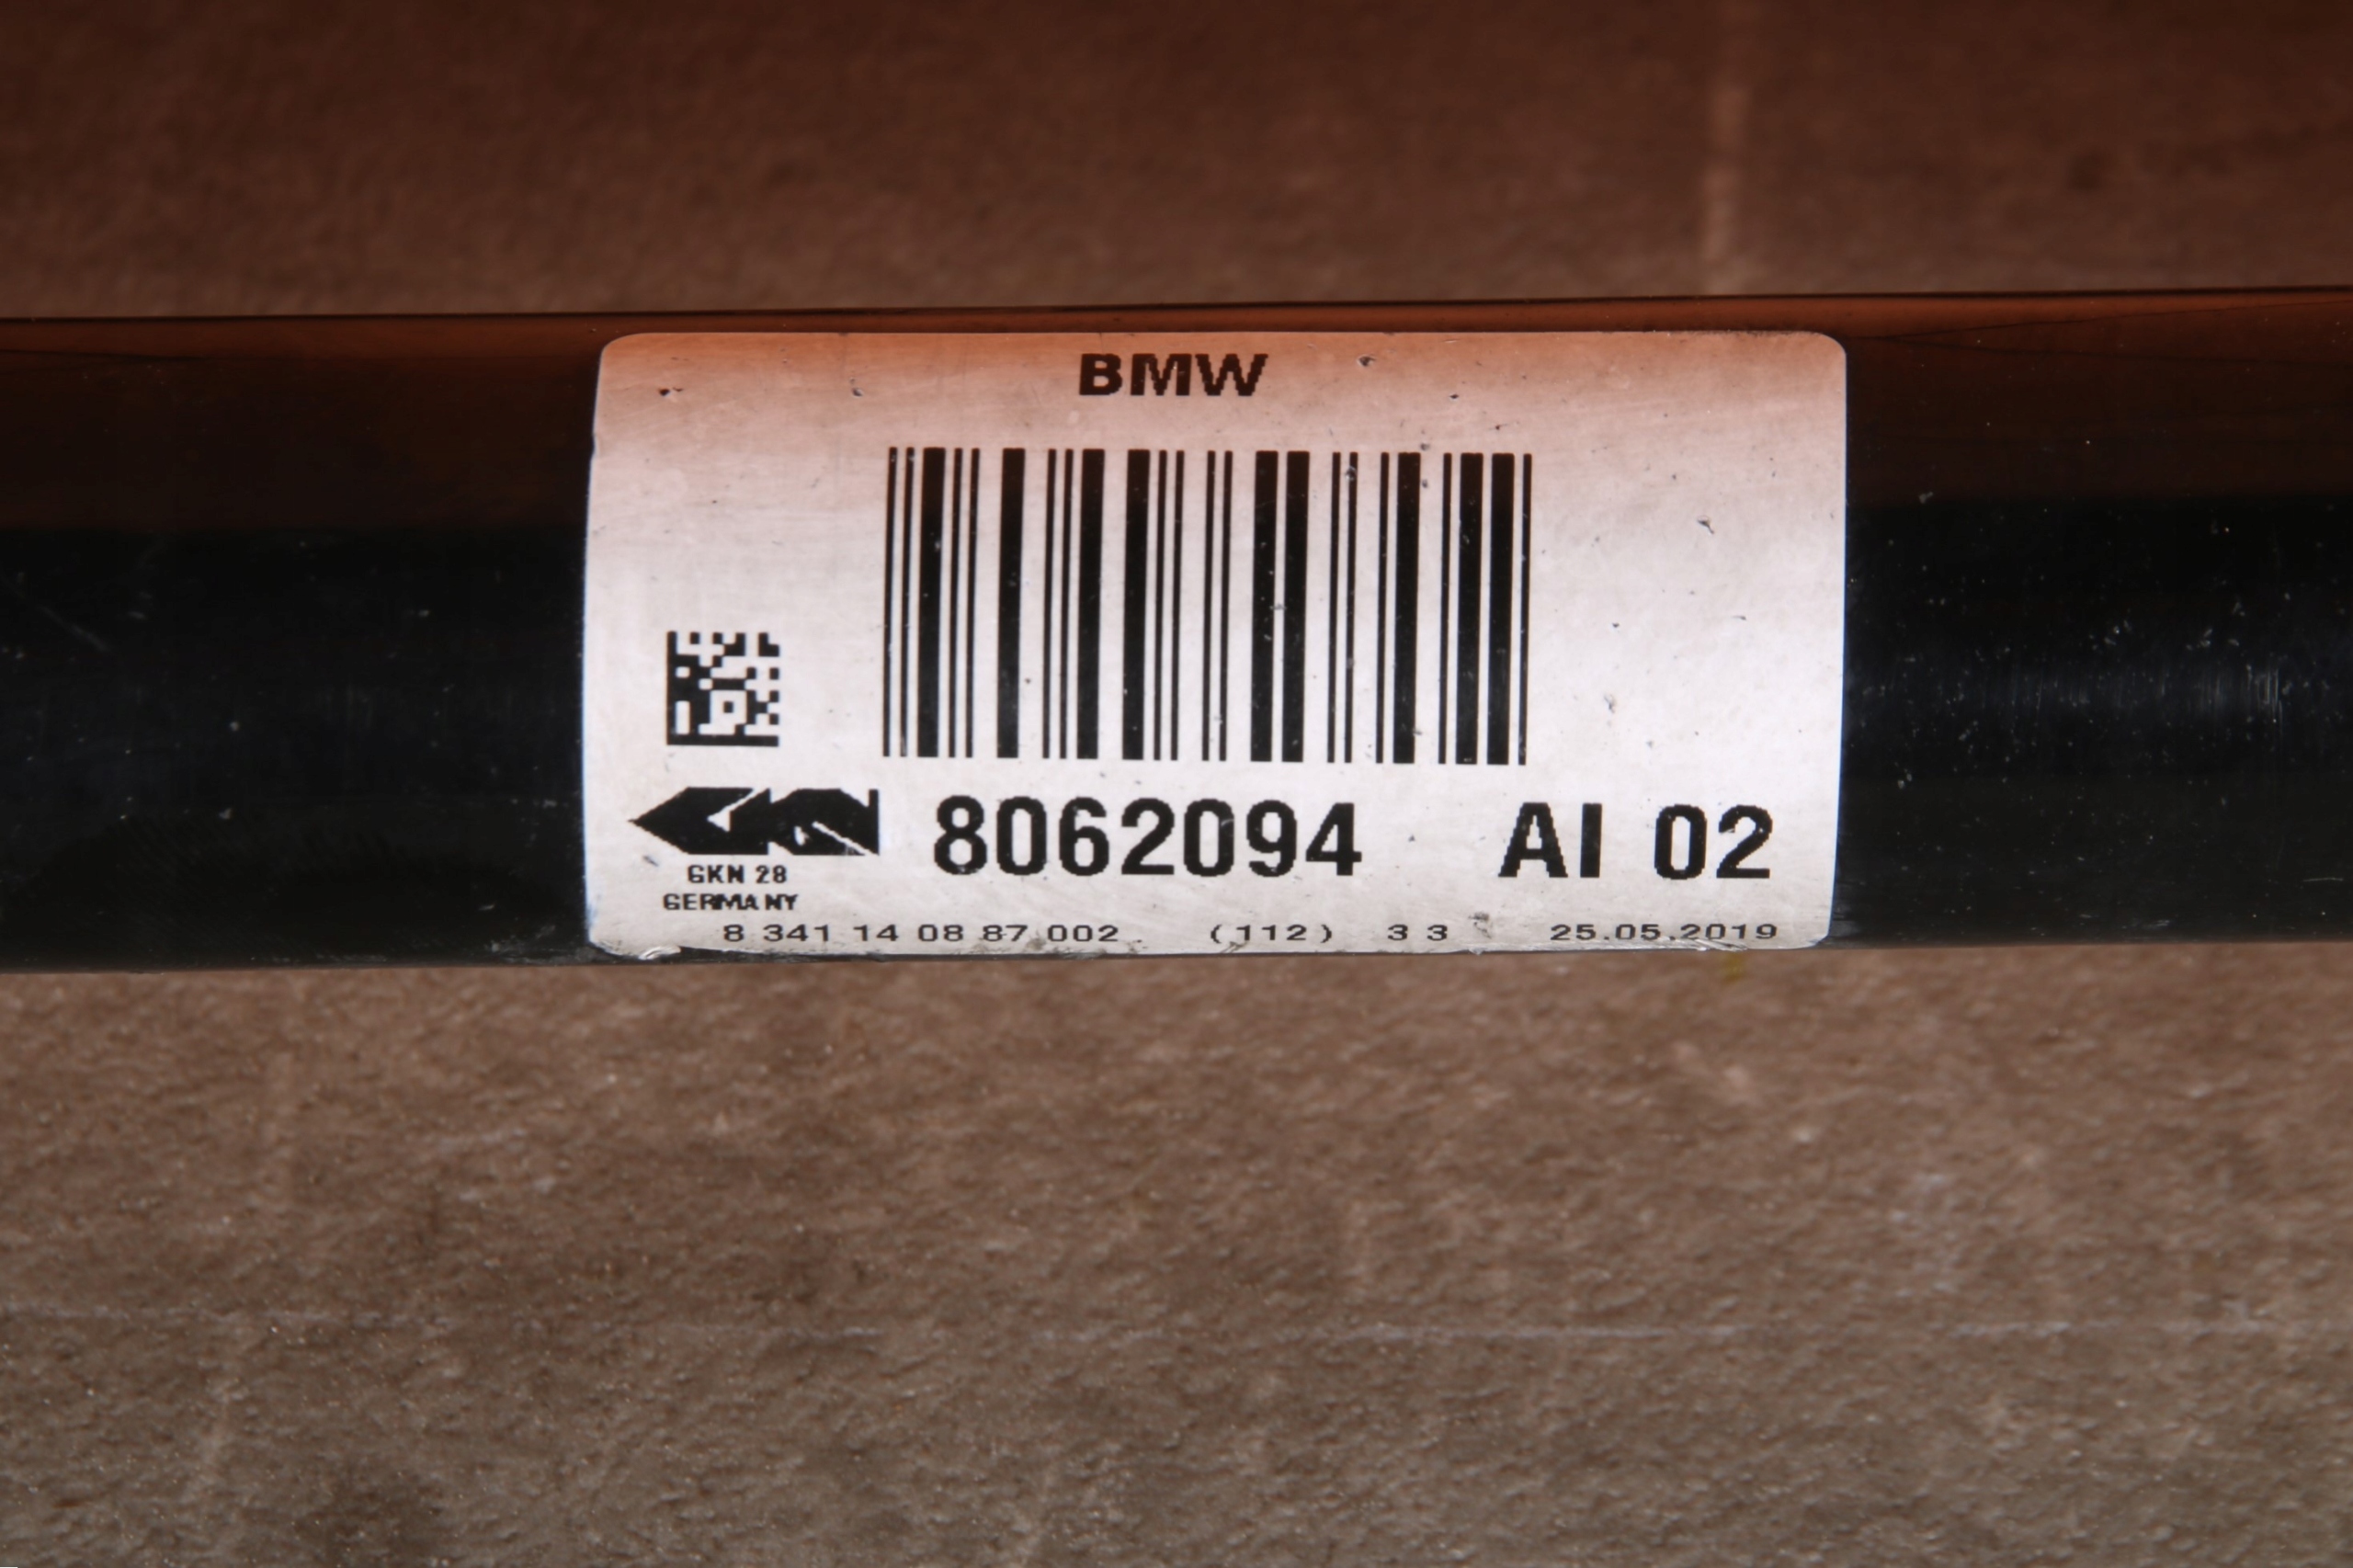 BMW
8062094 AI 02
GKN 28
GERMANY
8 341 14 08 87 002 (112) 3 3 25.05.2019